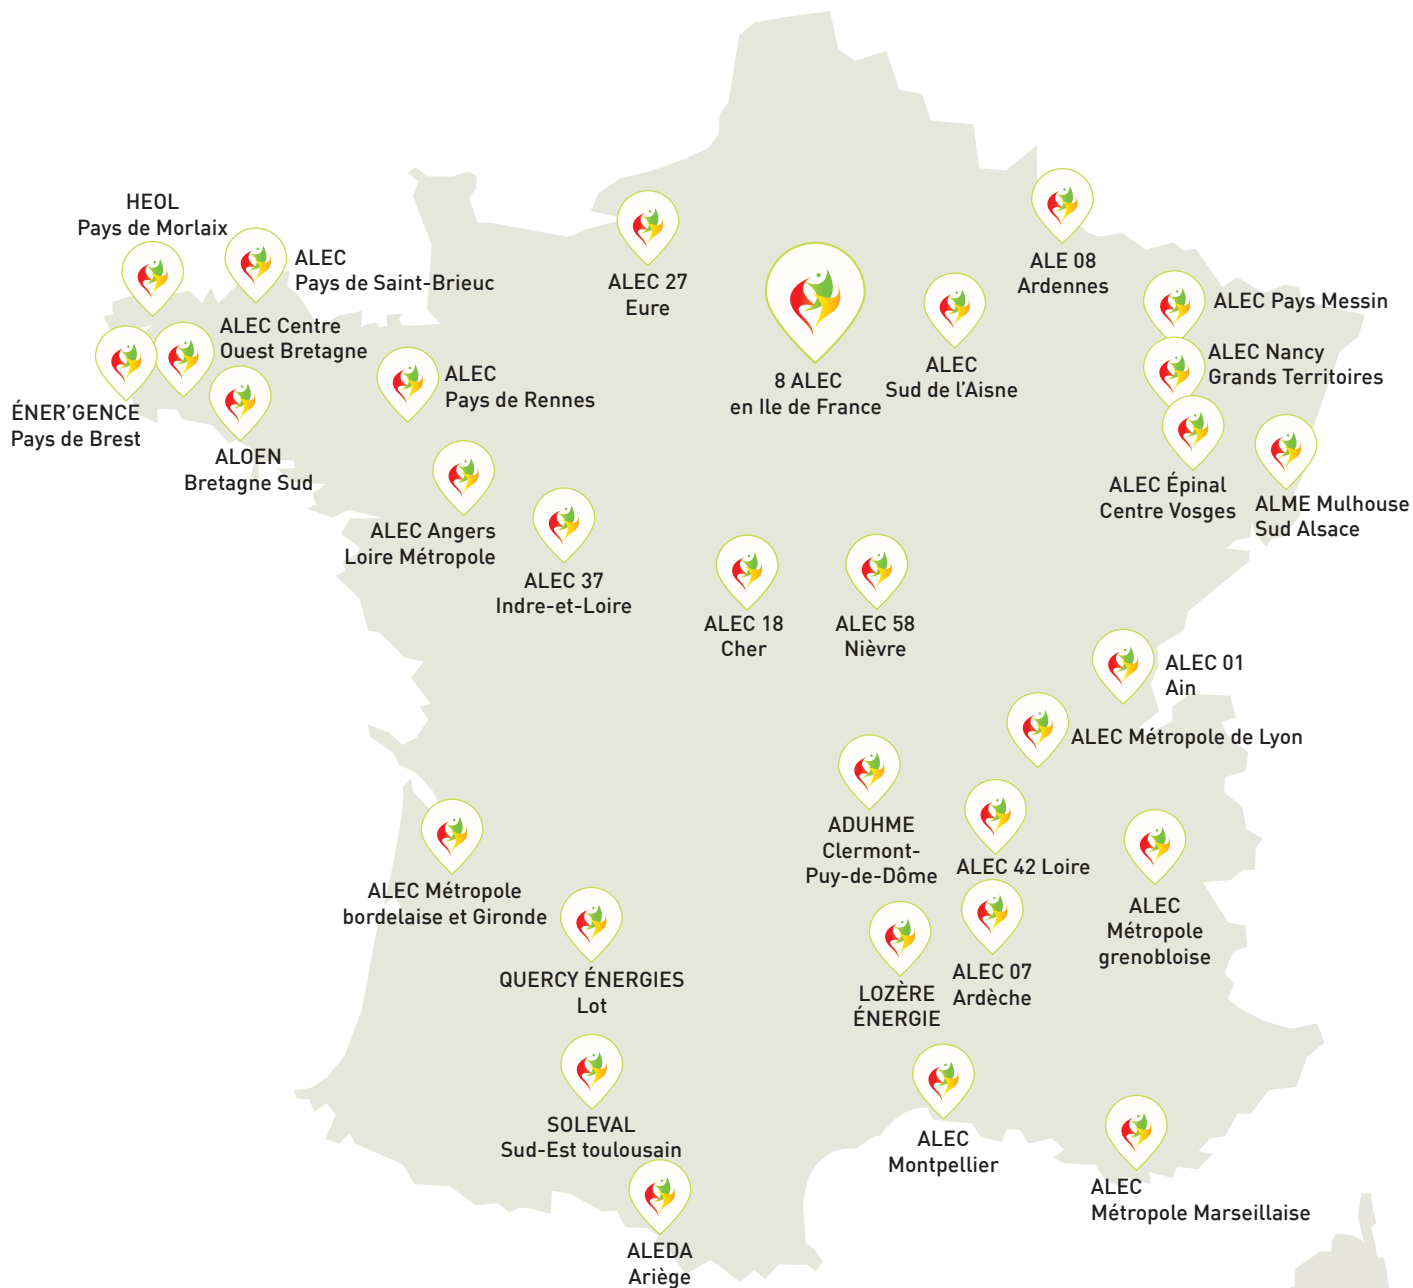 HEOL
Pays de Morlaix
ALEC
Pays de Saint-Brieuc
ALEC Centre
Ouest Bretagne
ÉNER’GENCE
Pays de Brest
ALOEN
Bretagne Sud
ALEC
Pays de Rennes
ALEC 27
Eure
8 ALEC
en Ile de France
ALEC
Sud de l’Aisne
ALE 08
Ardennes
ALEC Pays Messin
ALEC Nancy
Grands Territoires
ALEC Épinal
Centre Vosges
ALME Mulhouse
Sud Alsace
ALEC Angers
Loire Métropole
ALEC 37
Indre-et-Loire
ALEC 18
Cher
ALEC 58
Nièvre
ALEC 01
Ain
ALEC Métropole de Lyon
ADUHME
Clermont-
Puy-de-Dôme
ALEC 42 Loire
ALEC
Métropole
grenobloise
ALEC Métropole
bordelaise et Gironde
QUERCY ÉNERGIES
Lot
LOZÈRE
ÉNERGIE
ALEC 07
Ardèche
SOLEVAL
Sud-Est toulousain
ALEC
Montpellier
ALEC
Métropole Marseillaise
ALEDA
Ariège